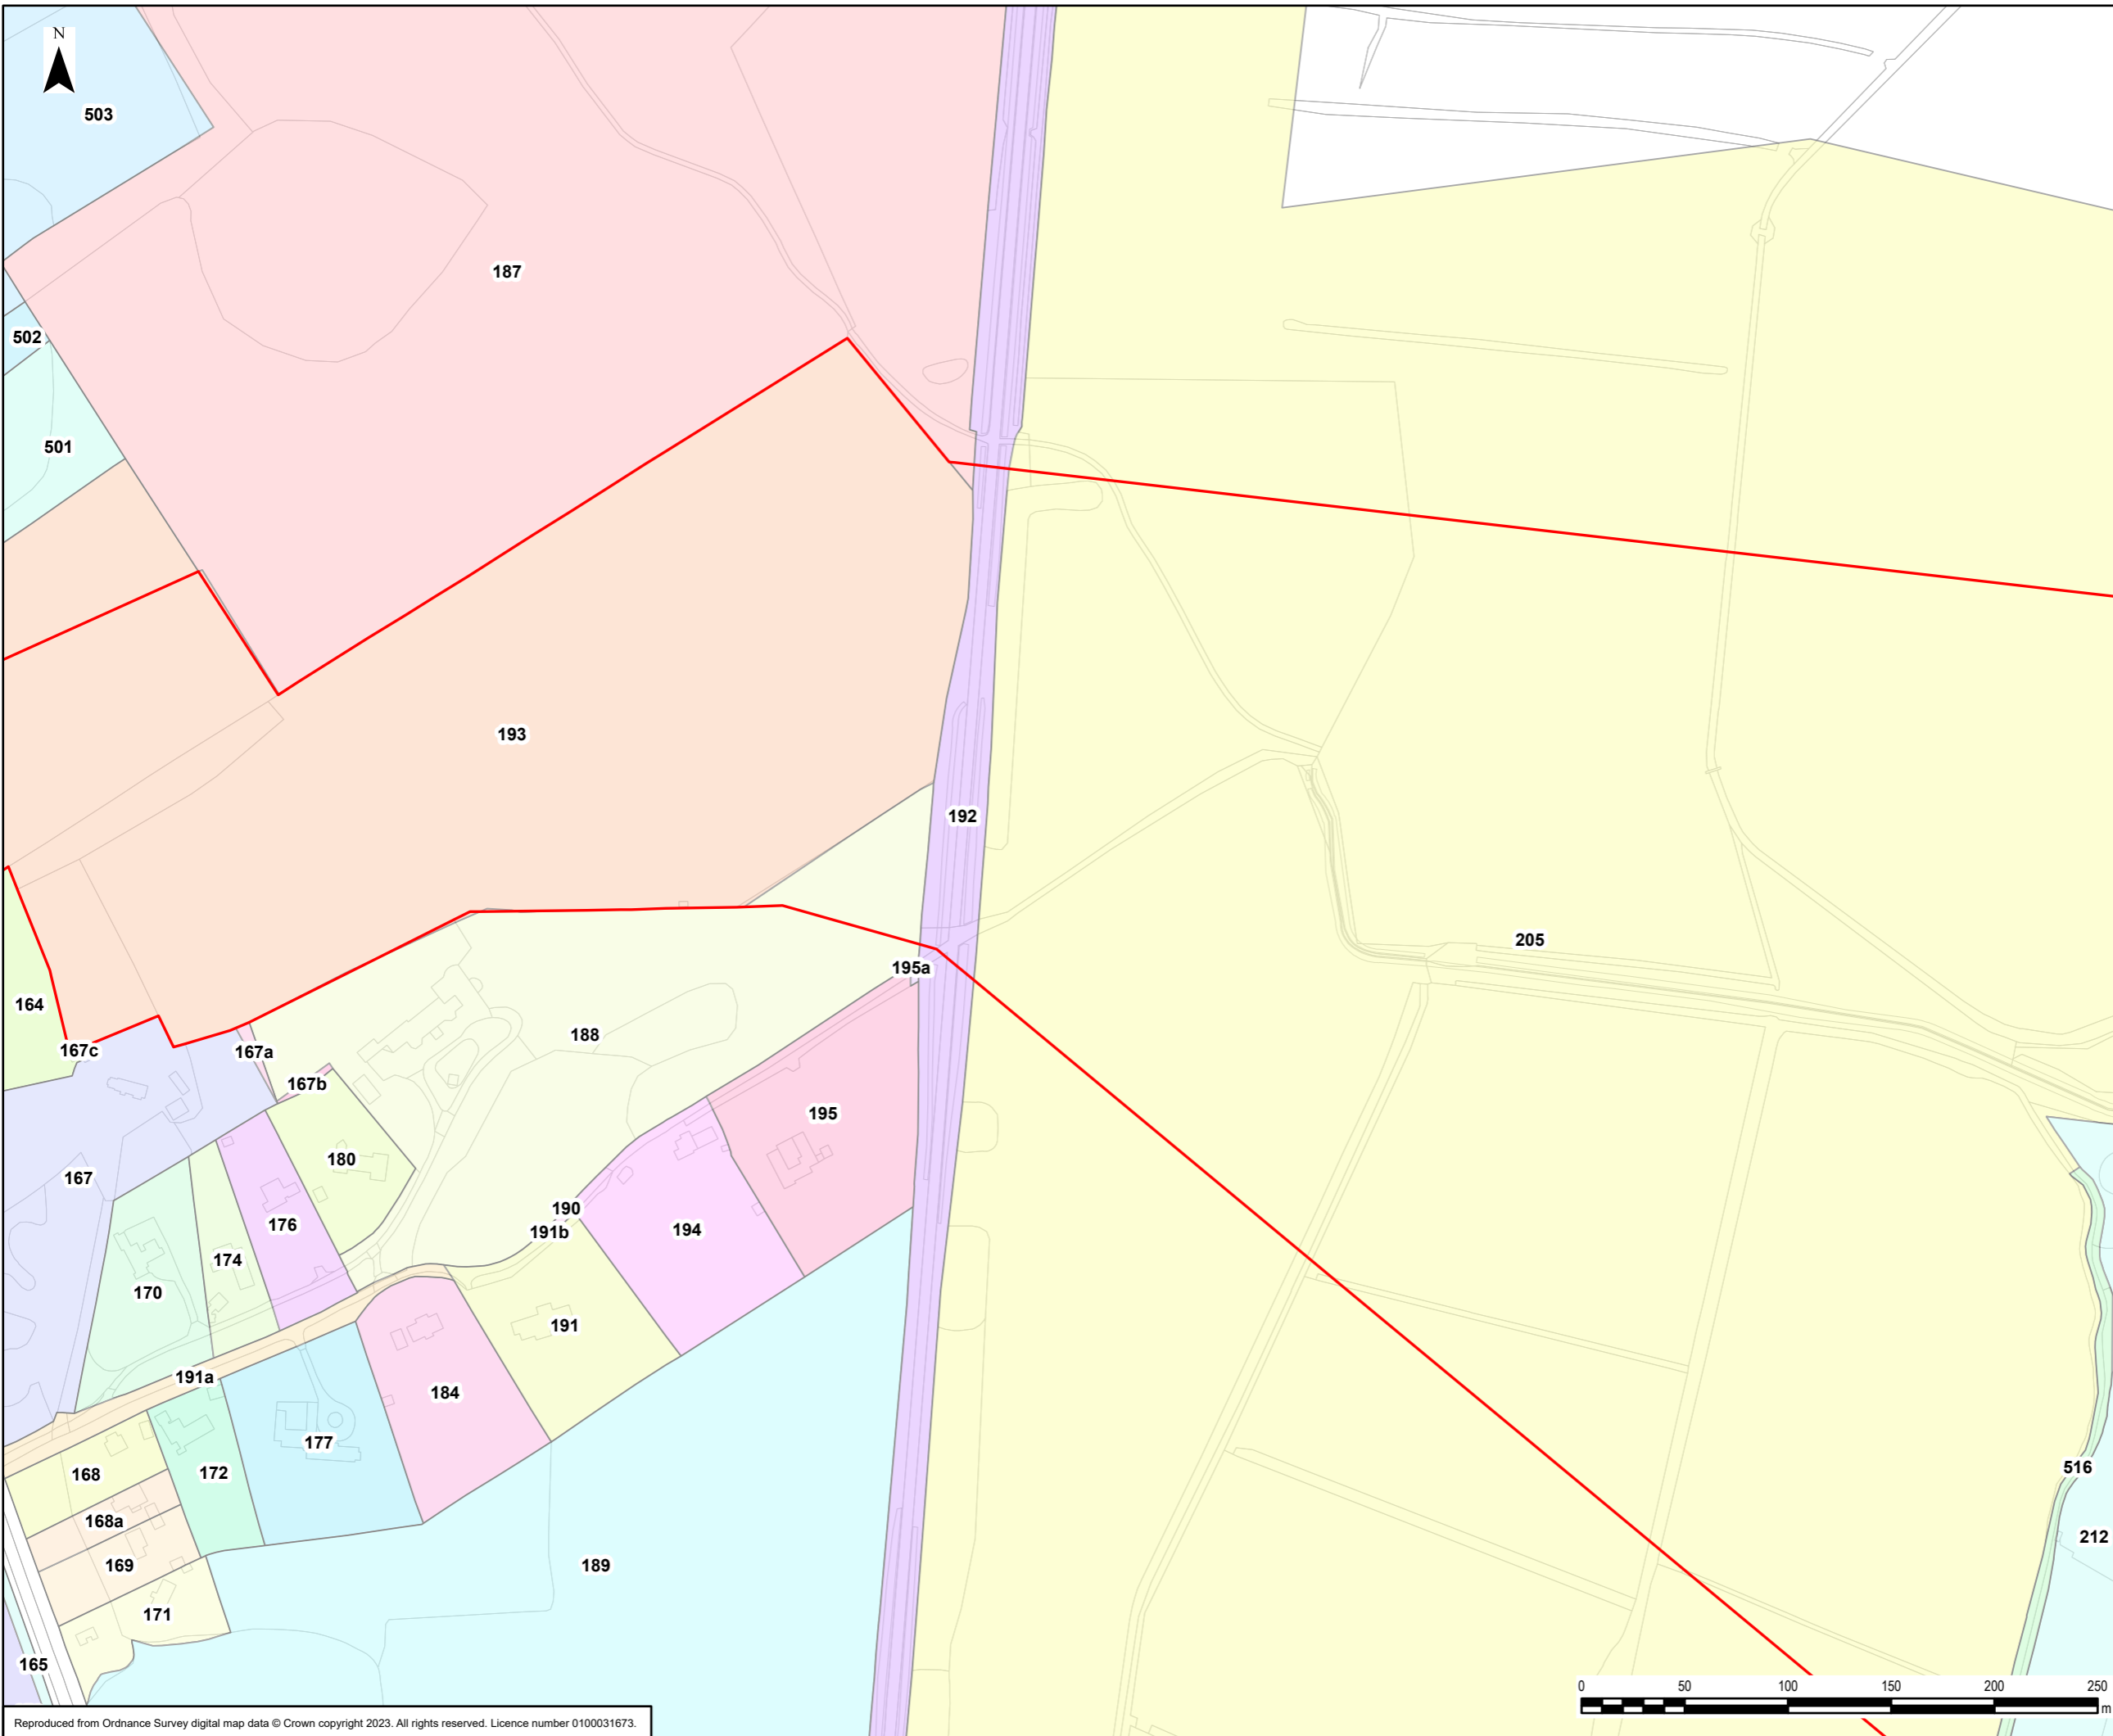 N
503
187
502
501
193
192
205
195a
164
188
167c
167a
167b
195
180
167
190
176
194
191b
174
170
191
191a
184
177
516
172
168
168a
212
169
189
171
165
0 50 100 150 200 250
m
Reproduced from Ordnance Survey digital map data © Crown copyright 2023. All rights reserved. Licence number 0100031673.